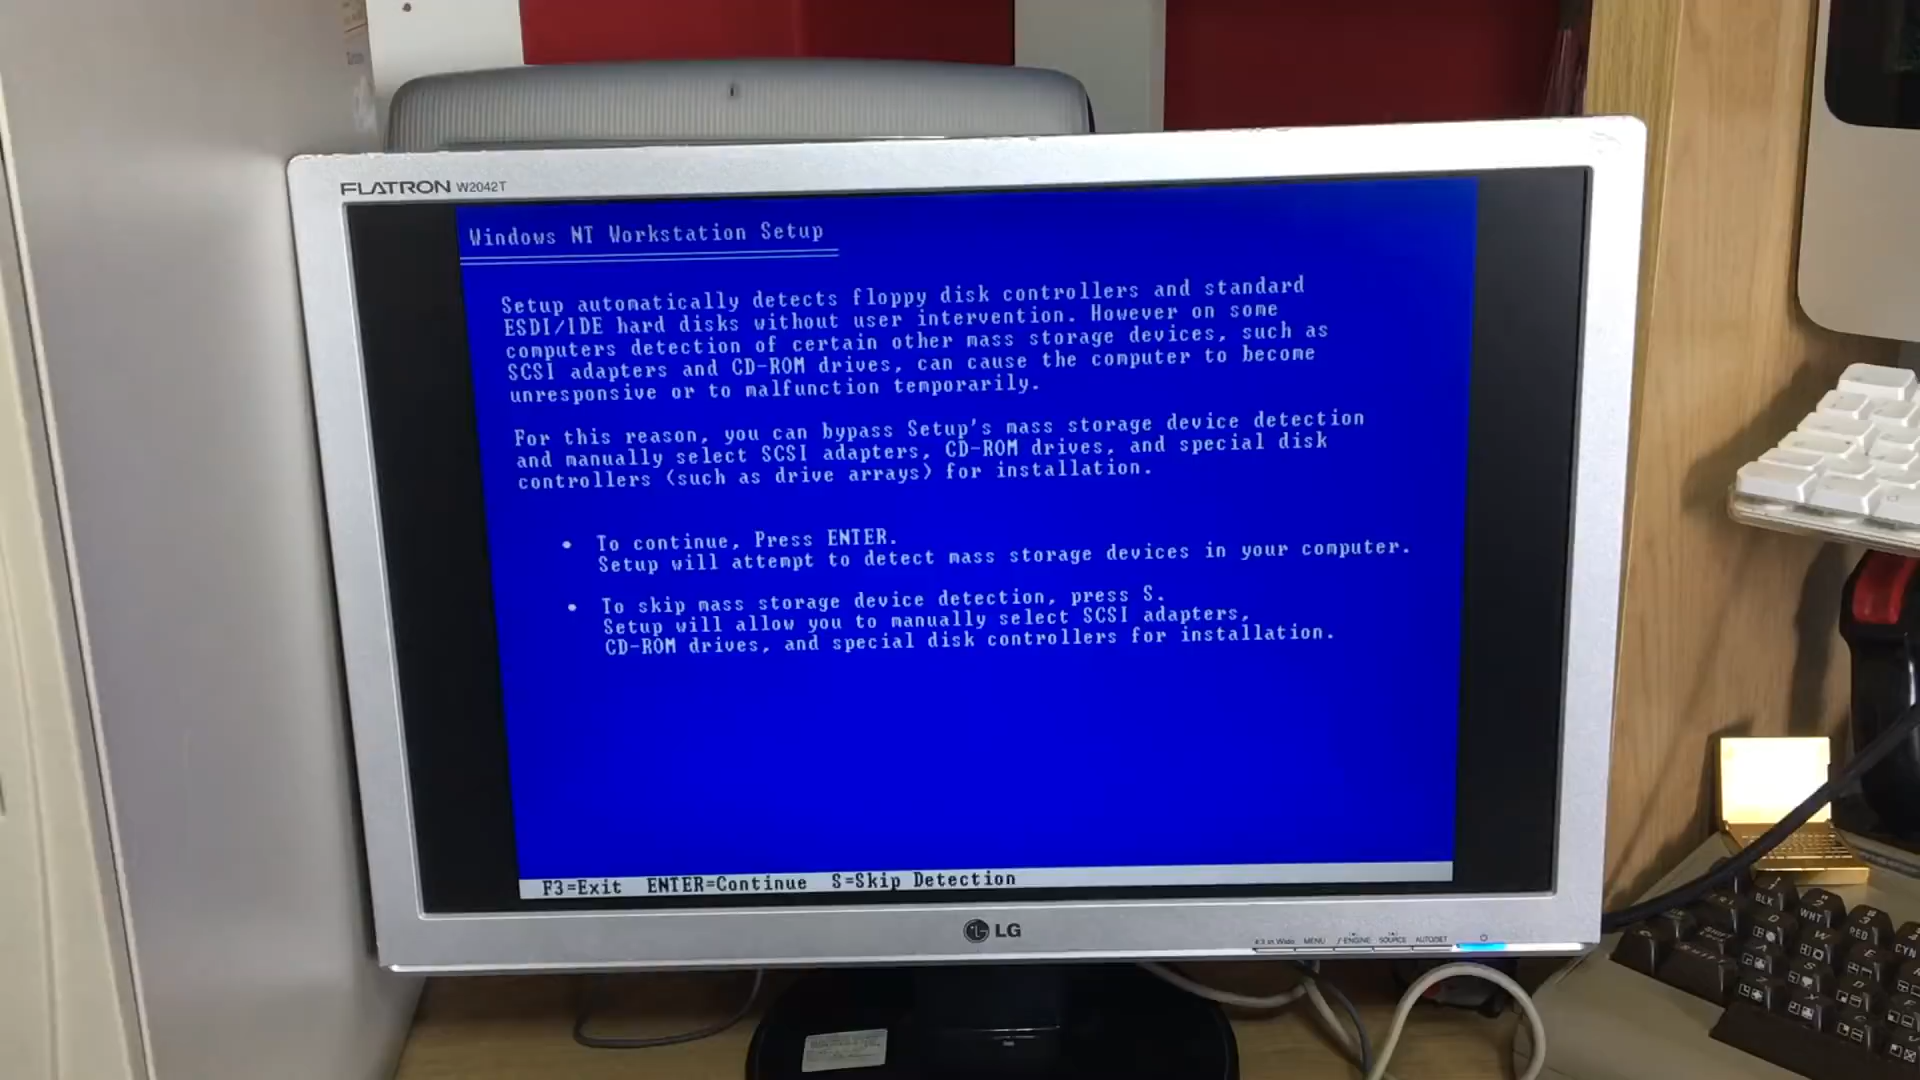 FLATRON W2042T
Windows NT Workstation Setup
Setup automatically detects floppy disk controllers and standard
ESDI/IDE hard disks without user intervention. However on some
computers detection of certain other mass storage devices, such as
SCSI adapters and CD-ROM drives, can cause the computer to become
unresponsive or to malfunction temporarily.
For this reason, you can bypass Setup's mass storage device detection
and manually select SCSI adapters, CD-ROM drives, and special disk
controllers (such as drive arrays) for installation.
• To continue, Press ENTER.
Setup will attempt to detect mass storage devices in your computer.
• To skip mass storage device detection, press S.
Setup will allow you to manually select SCSI adapters,
CD-ROM drives, and special disk controllers for installation.
F3=Exit ENTER=Continue S=Skip Detection
LG
MENU ƒ-ENGINE SOURCE AUTO/SET
BLK WHT RED CYN